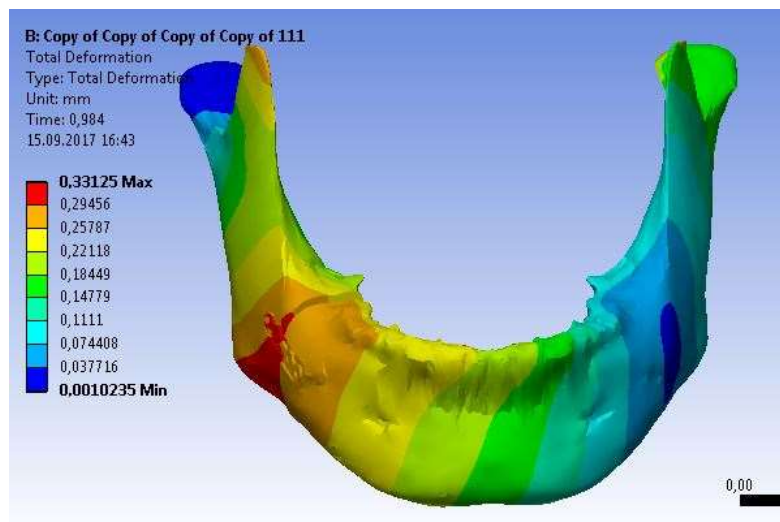 B: Copy of Copy of Copy of Copy of 111
Total Deformation
Type: Total Deformation
Unit: mm
Time: 0,984
15.09.2017 16:43
0,33125 Max
0,29456
0,25787
0,22118
0,18449
0,14779
0,1111
0,074408
0,037716
0,0010235 Min
0,00